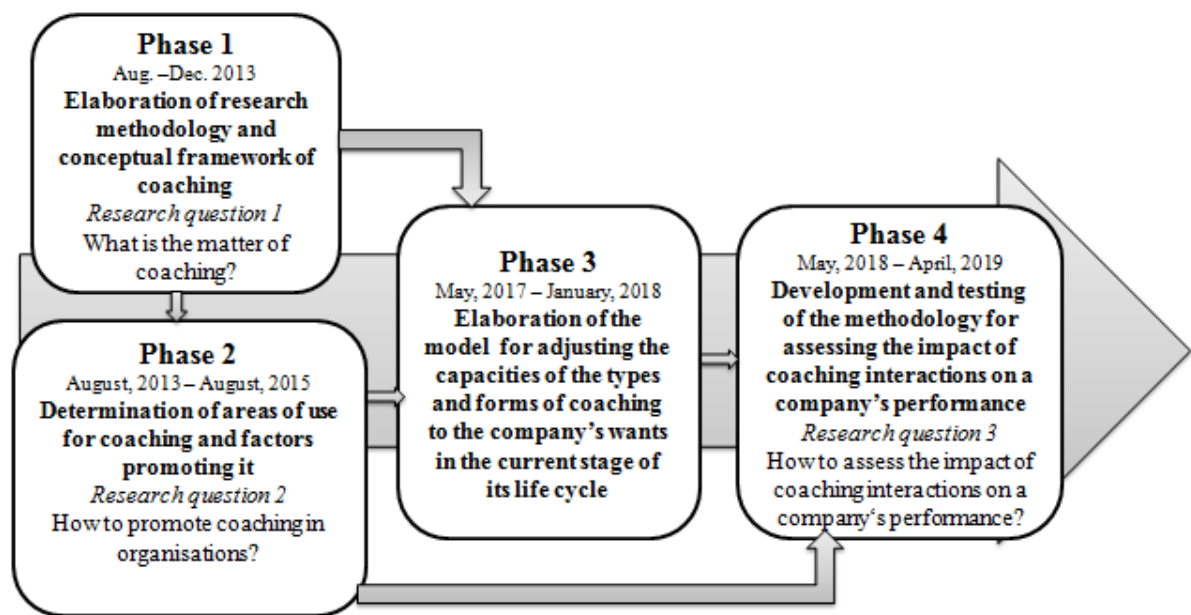 Phase 1
Aug. –Dec. 2013
Elaboration of research
methodology and
conceptual framework of
coaching
Research question 1
What is the matter of
coaching?
Phase 2
August, 2013 – August, 2015
Determination of areas of use
for coaching and factors
promoting it
Research question 2
How to promote coaching in
organisations?
Phase 3
May, 2017 – January, 2018
Elaboration of the
model for adjusting the
capacities of the types
and forms of coaching
to the company's wants
in the current stage of
its life cycle
Phase 4
May, 2018 – April, 2019
Development and testing
of the methodology for
assessing the impact of
coaching interactions on a
company's performance
Research question 3
How to assess the impact of
coaching interactions on a
company‘s performance?